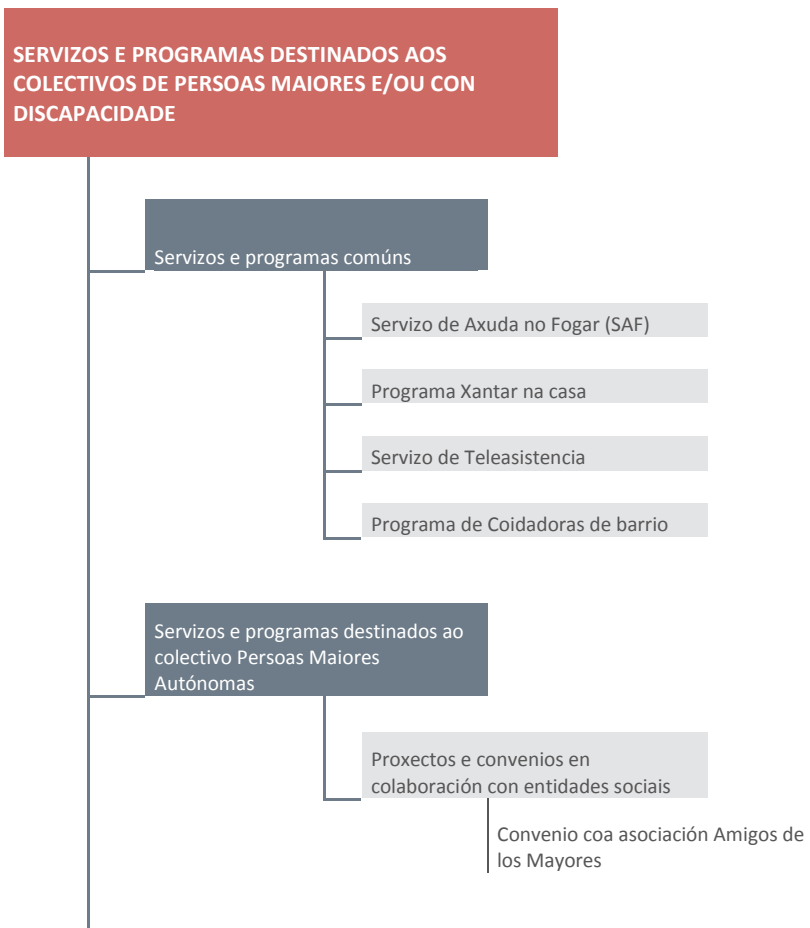 SERVIZOS E PROGRAMAS DESTINADOS AOS
COLECTIVOS DE PERSOAS MAIORES E/OU CON
DISCAPACIDADE
Servizos e programas comúns
Servizo de Axuda no Fogar (SAF)
Programa Xantar na casa
Servizo de Teleasistencia
Programa de Coidadoras de barrio
Servizos e programas destinados ao
colectivo Persoas Maiores
Autónomas
Proxectos e convenios en
colaboración con entidades sociais
Convenio coa asociación Amigos de
los Mayores